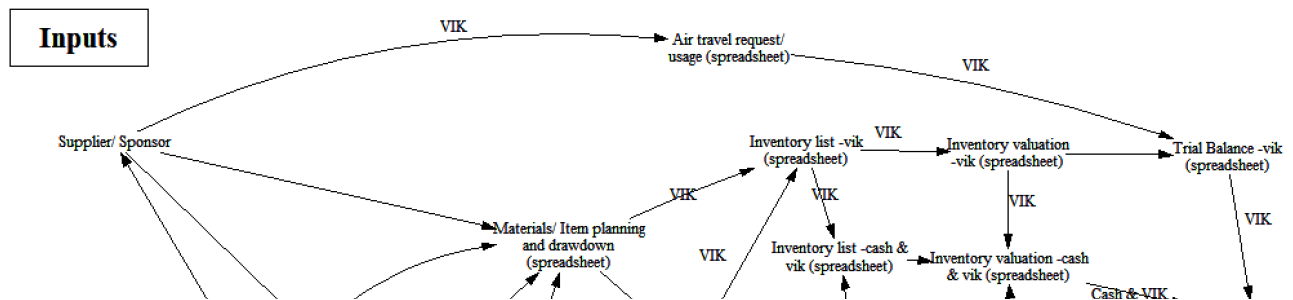 Inputs
VIK
Air travel request/
usage (spreadsheet)
VIK
Supplier/ Sponsor
Inventory list -vik
(spreadsheet)
VIK
Inventory valuation
-vik (spreadsheet)
Trial Balance -vik
(spreadsheet)
VIK
VIK
VIK
VIK
Materials/ Item planning
and drawdown
(spreadsheet)
VIK
Inventory list -cash &
vik (spreadsheet)
Inventory valuation -cash
& vik (spreadsheet)
Cash & VIK